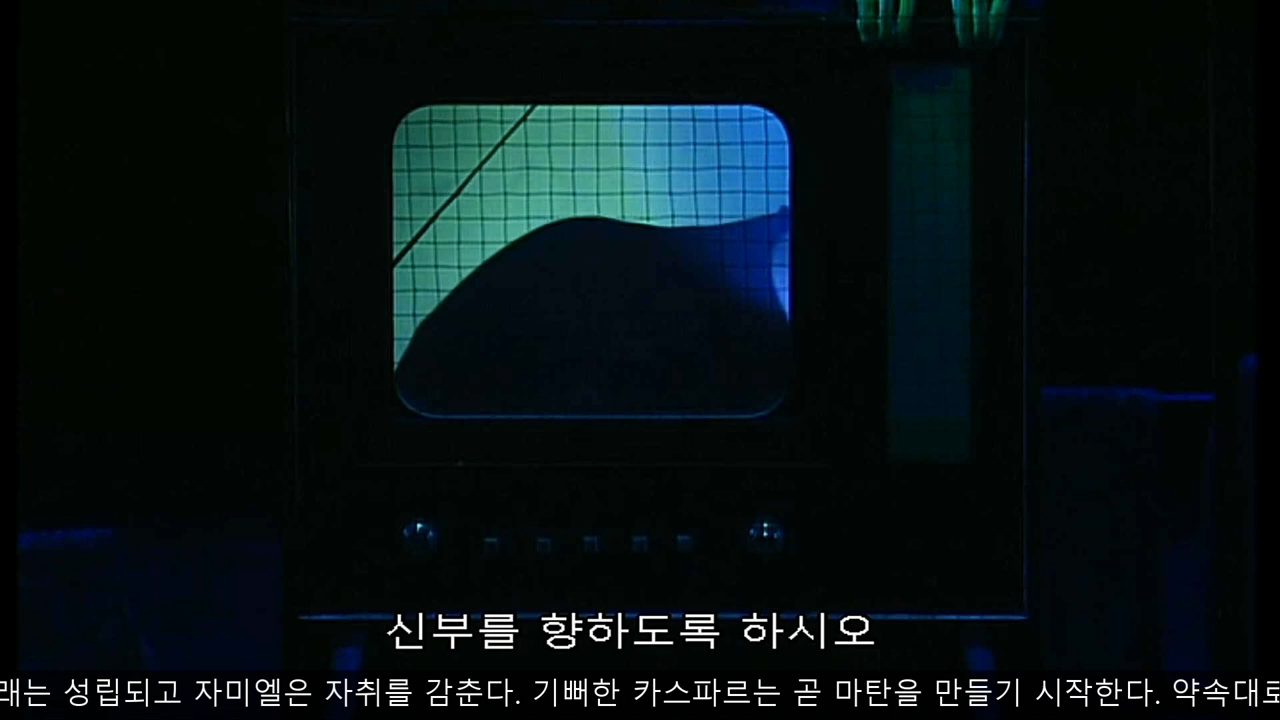 신부를 향하도록 하시오
래는 성립되고 자미엘은 자취를 감춘다. 기뻐한 카스파르는 곧 마탄을 만들기 시작한다. 약속대로